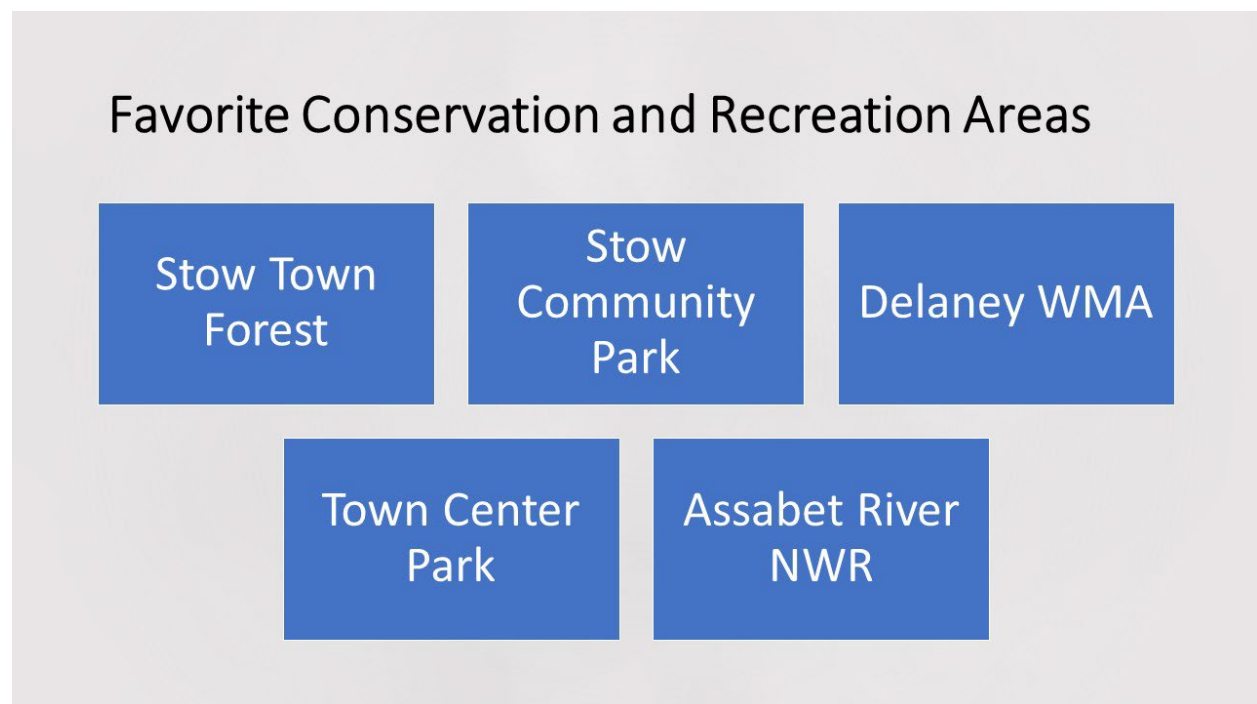 Favorite Conservation and Recreation Areas
Stow Town
Forest
Stow
Community
Park
Delaney WMA
Town Center
Park
Assabet River
NWR